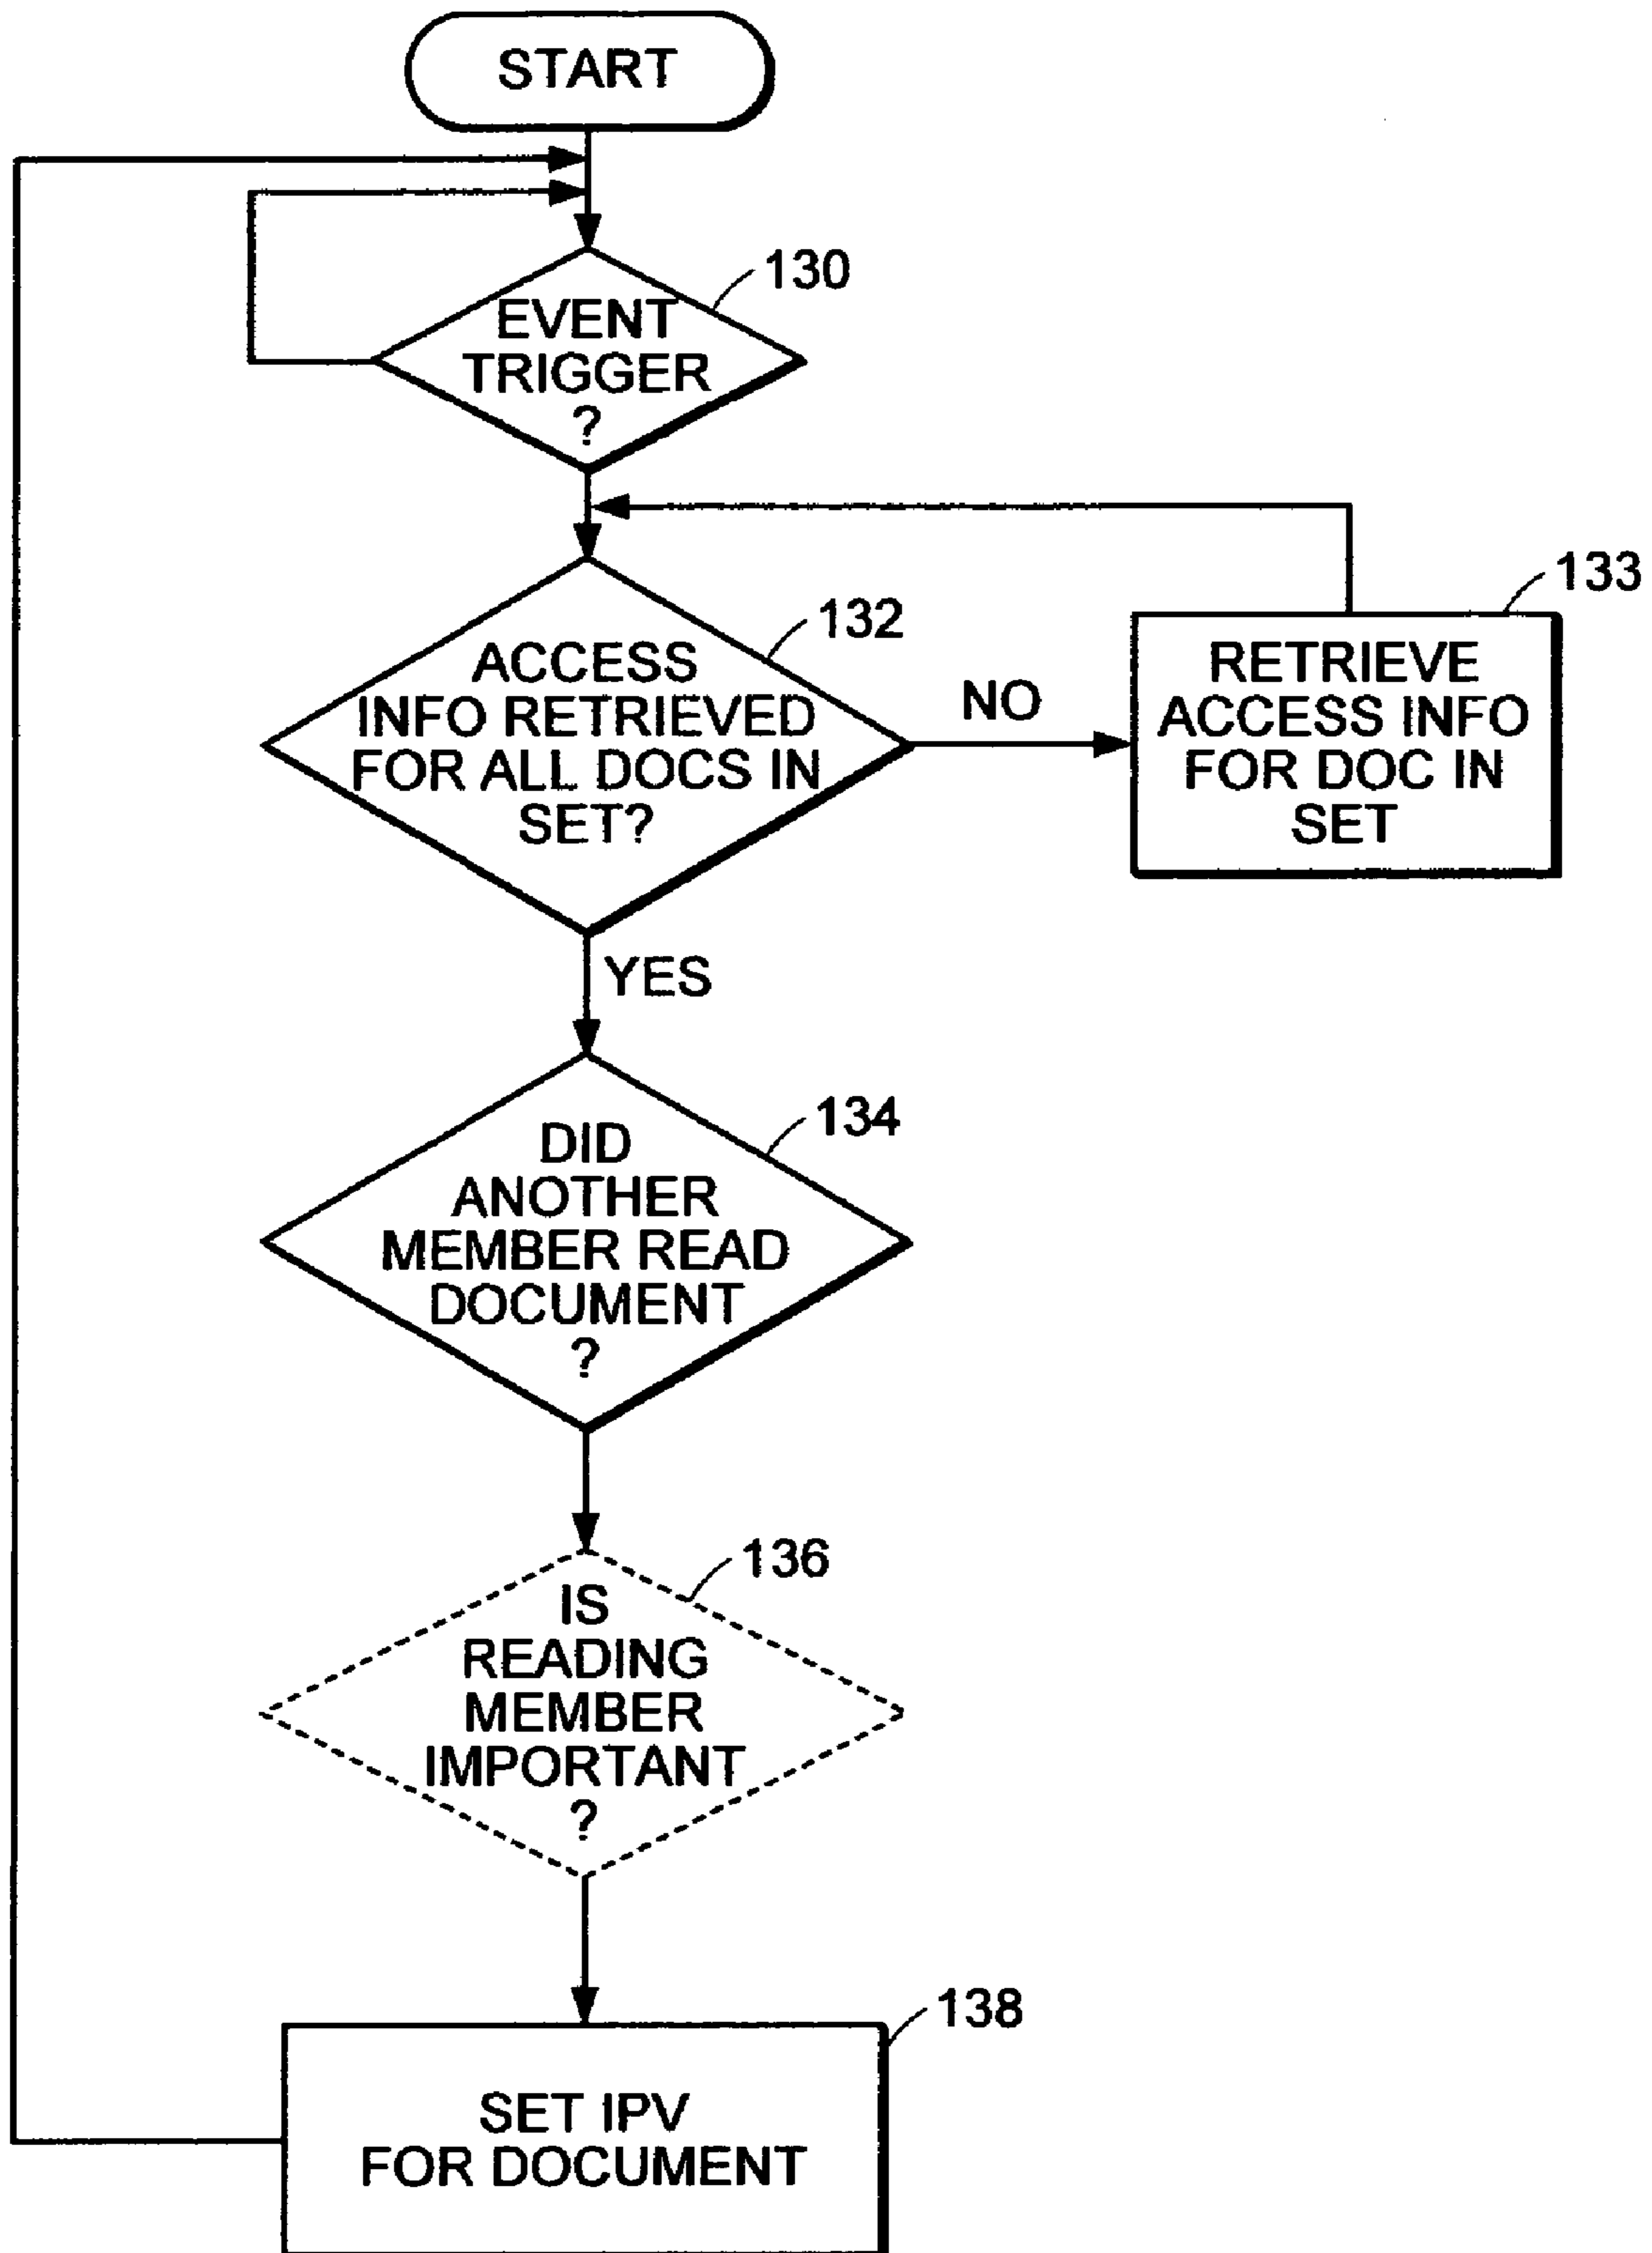 START
130
EVENT
TRIGGER
?
132
ACCESS
INFO RETRIEVED
FOR ALL DOCS IN
SET?
NO
133
RETRIEVE
ACCESS INFO
FOR DOC IN
SET
YES
134
DID
ANOTHER
MEMBER READ
DOCUMENT
?
136
IS
READING
MEMBER
IMPORTANT
?
138
SET IPV
FOR DOCUMENT